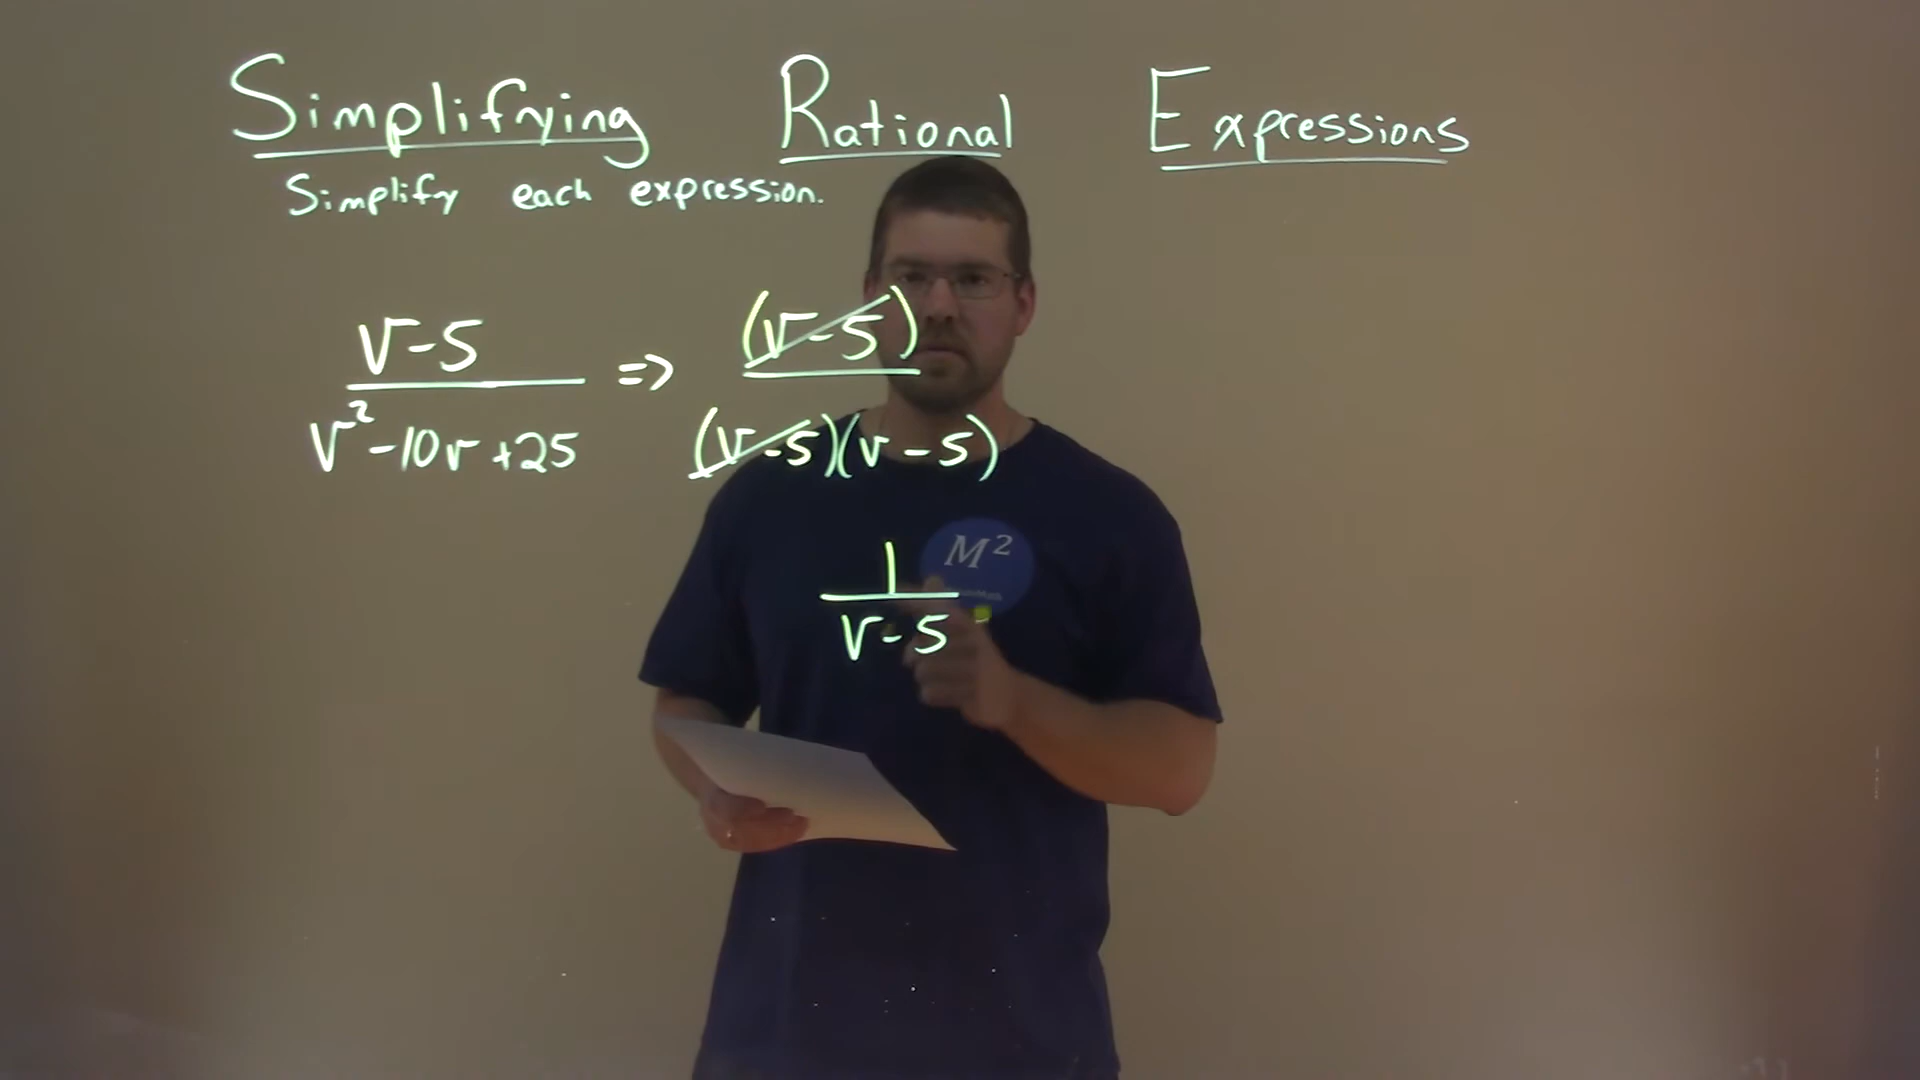 Simplifying Rational Expressions
Simplify each expression.
v-5 => (v-5)
v²-10v+25 (v-5)(v-5)
M²
1
v-5